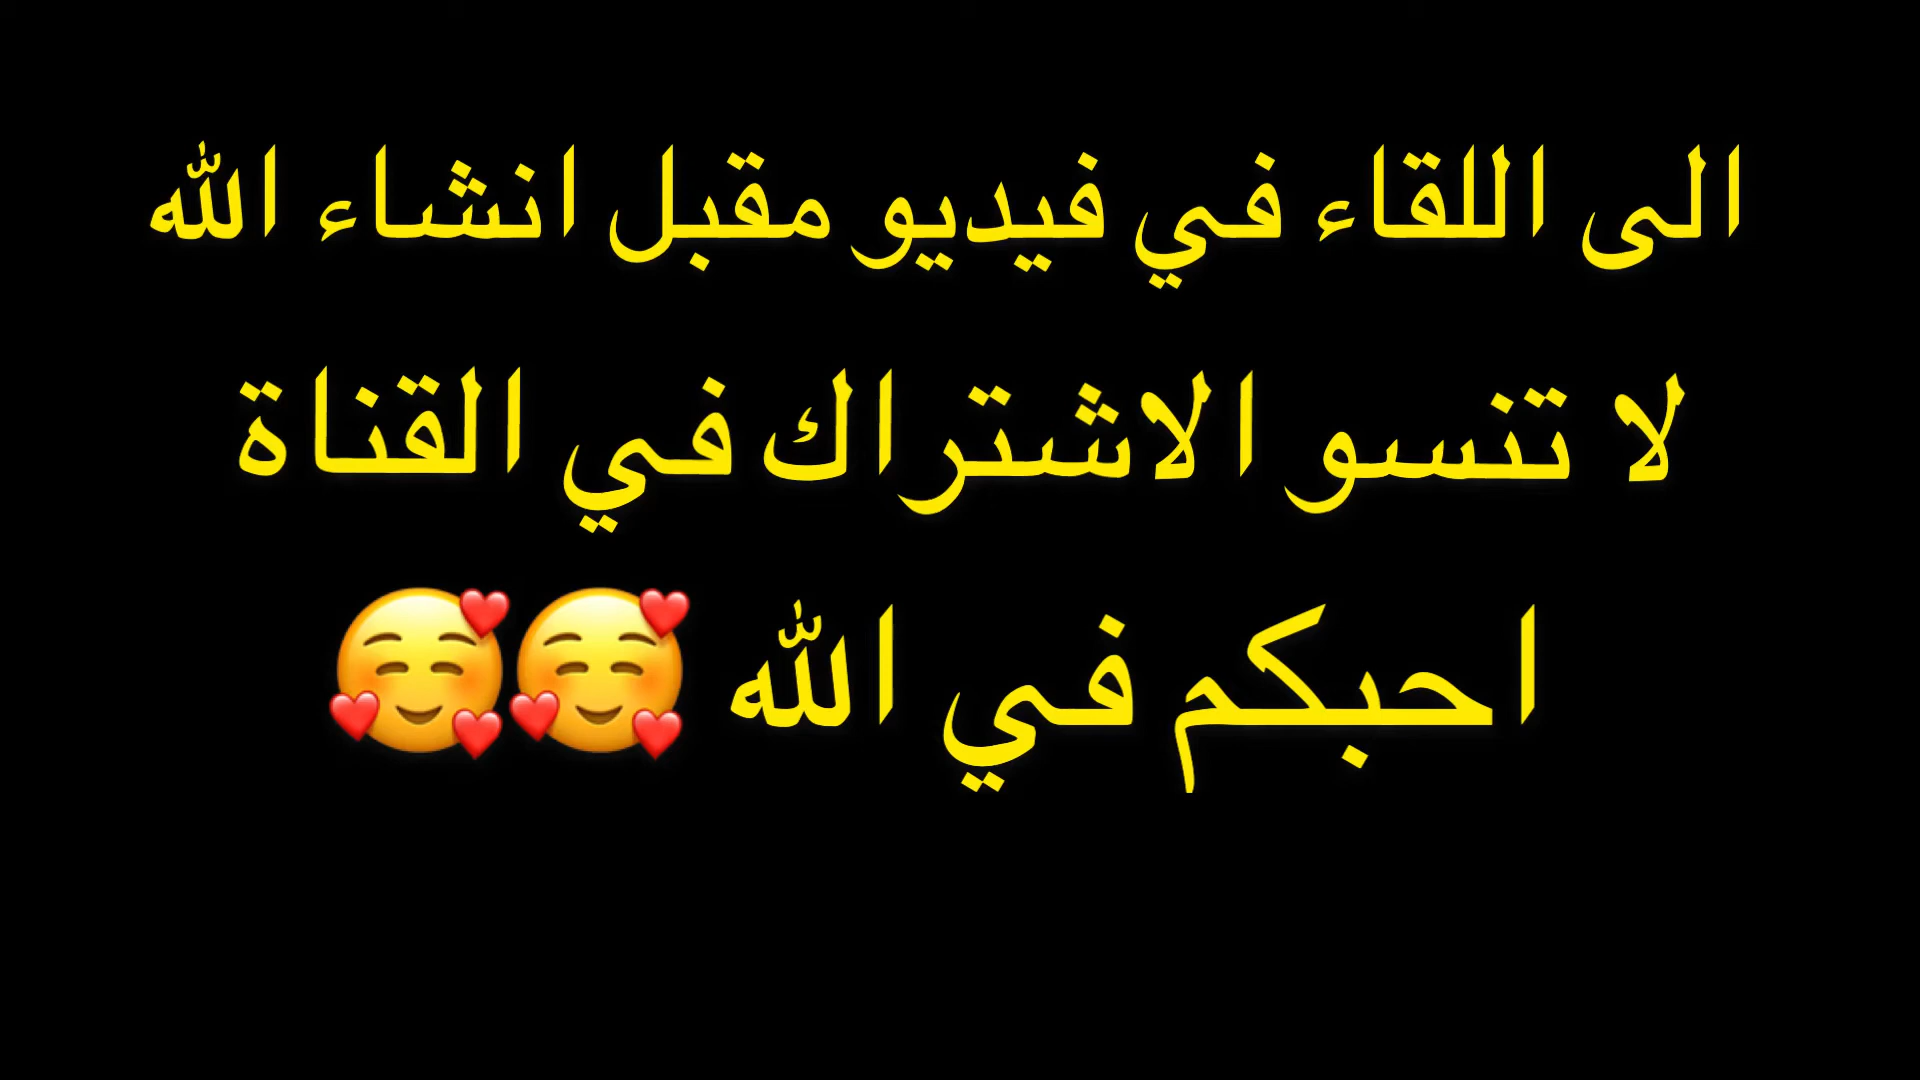 الى اللقاء في فيديو مقبل انشاء الله
لا تنسو الاشتراك في القناة
احبكم في الله 🥰🥰